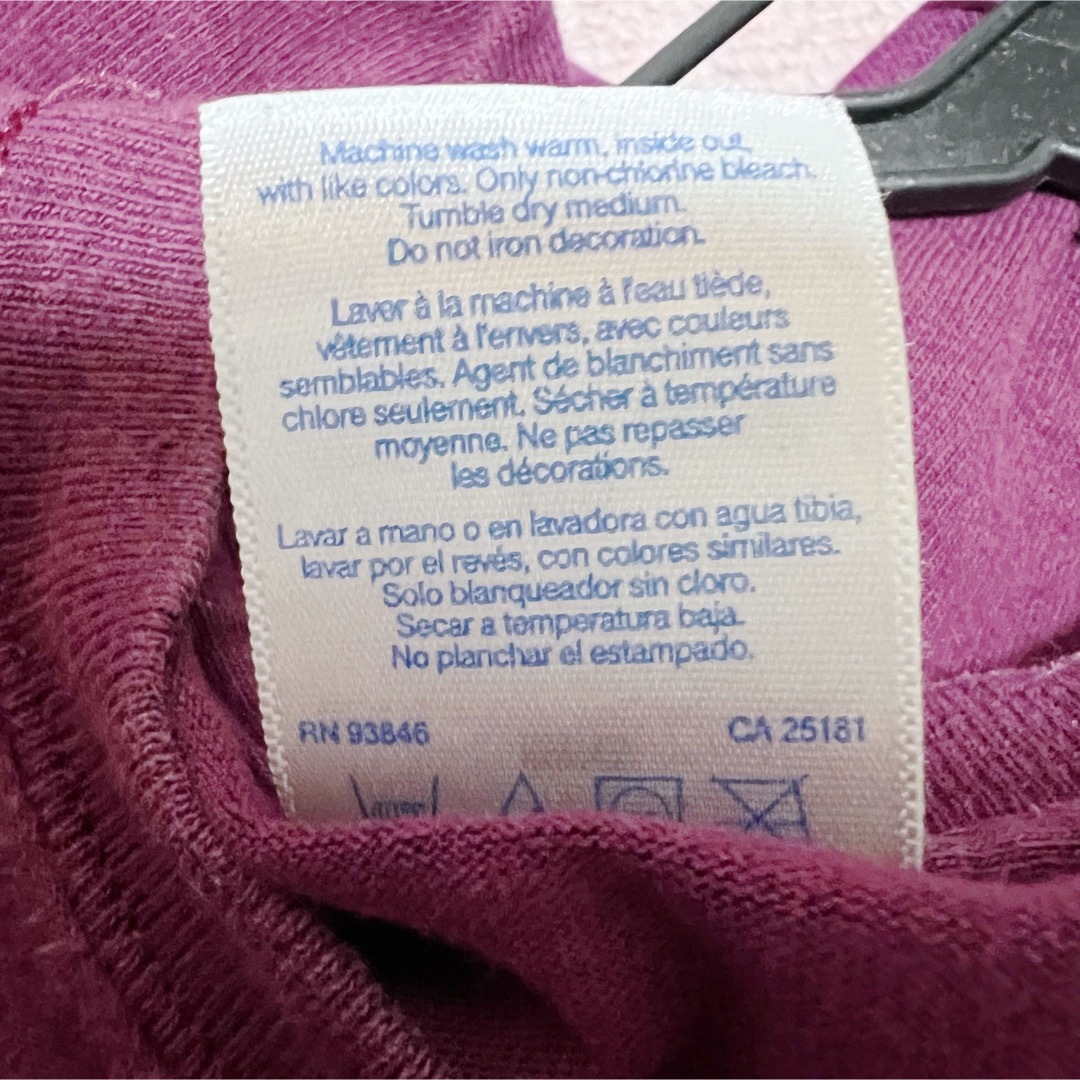 Machine wash warm, inside out
with like colors. Only non-chlorine bleach.
Tumble dry medium.
Do not iron decoration.
Laver à la machine à l'eau tiède,
vêtement à l'envers, avec couleurs
semblables. Agent de blanchiment sans
chlore seulement. Sécher à température
moyenne. Ne pas repasser
les décorations.
Lavar a mano o en lavadora con agua tibia,
lavar por el revés, con colores similares.
Solo blanqueador sin cloro.
Secar a temperatura baja.
No planchar el estampado.
RN 93846 CA 25181